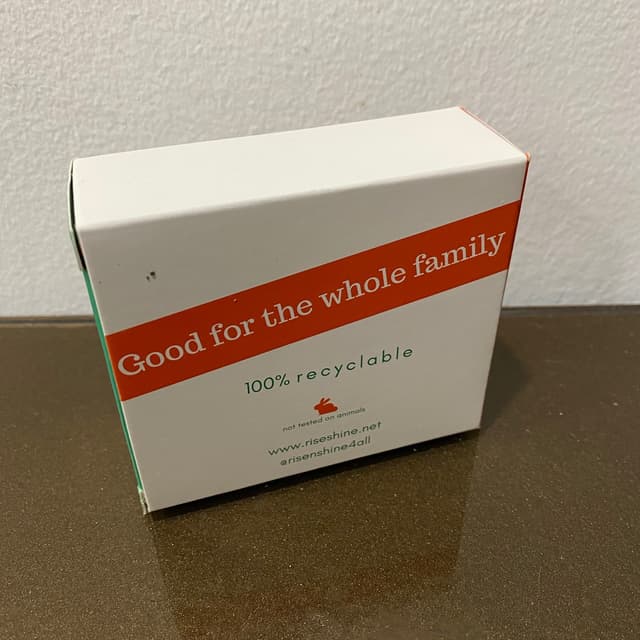 Good for the whole family
100% recyclable
not tested on animals
www.riseshine.net
@risenshine4all